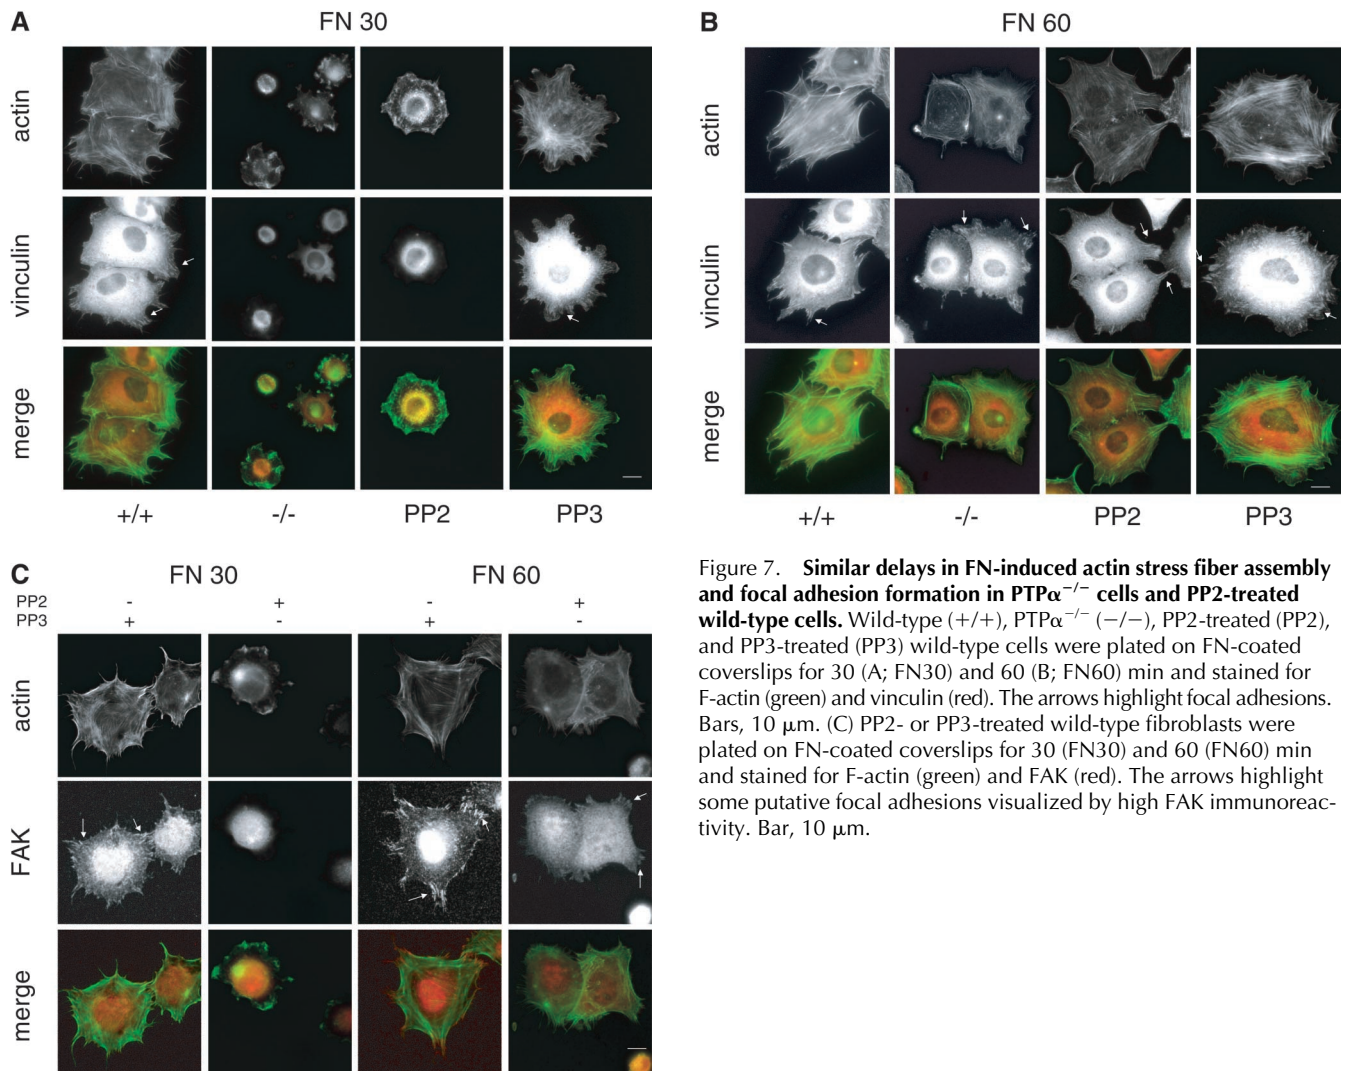 A
FN 30
actin
vinculin
merge
+/+
-/-
PP2
PP3
B
FN 60
actin
vinculin
merge
+/+
-/-
PP2
PP3
C
FN 30
FN 60
PP2 - + - +
PP3 + - + -
actin
FAK
merge
Figure 7. Similar delays in FN-induced actin stress fiber assembly
and focal adhesion formation in PTPα−/− cells and PP2-treated
wild-type cells. Wild-type (+/+), PTPα−/− (−/−), PP2-treated (PP2),
and PP3-treated (PP3) wild-type cells were plated on FN-coated
coverslips for 30 (A; FN30) and 60 (B; FN60) min and stained for
F-actin (green) and vinculin (red). The arrows highlight focal adhesions.
Bars, 10 μm. (C) PP2- or PP3-treated wild-type fibroblasts were
plated on FN-coated coverslips for 30 (FN30) and 60 (FN60) min
and stained for F-actin (green) and FAK (red). The arrows highlight
some putative focal adhesions visualized by high FAK immunoreac-
tivity. Bar, 10 μm.